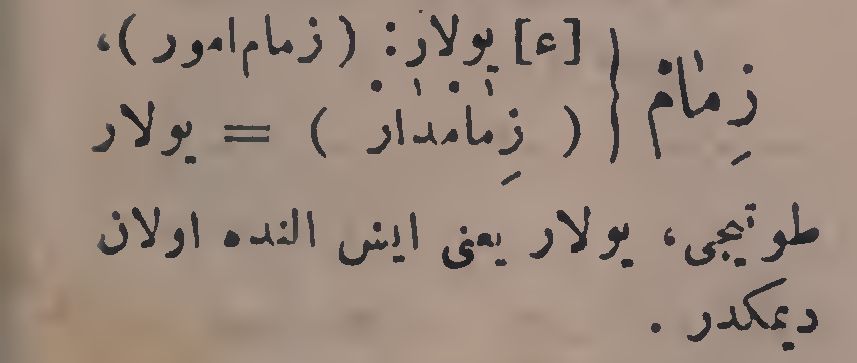 زِمام { [ء] یولار: (زمام امور)،
(زِمامدار) = یولار
طوتیجی، یولار یعنی ایش النده اولان
دیمکدر.